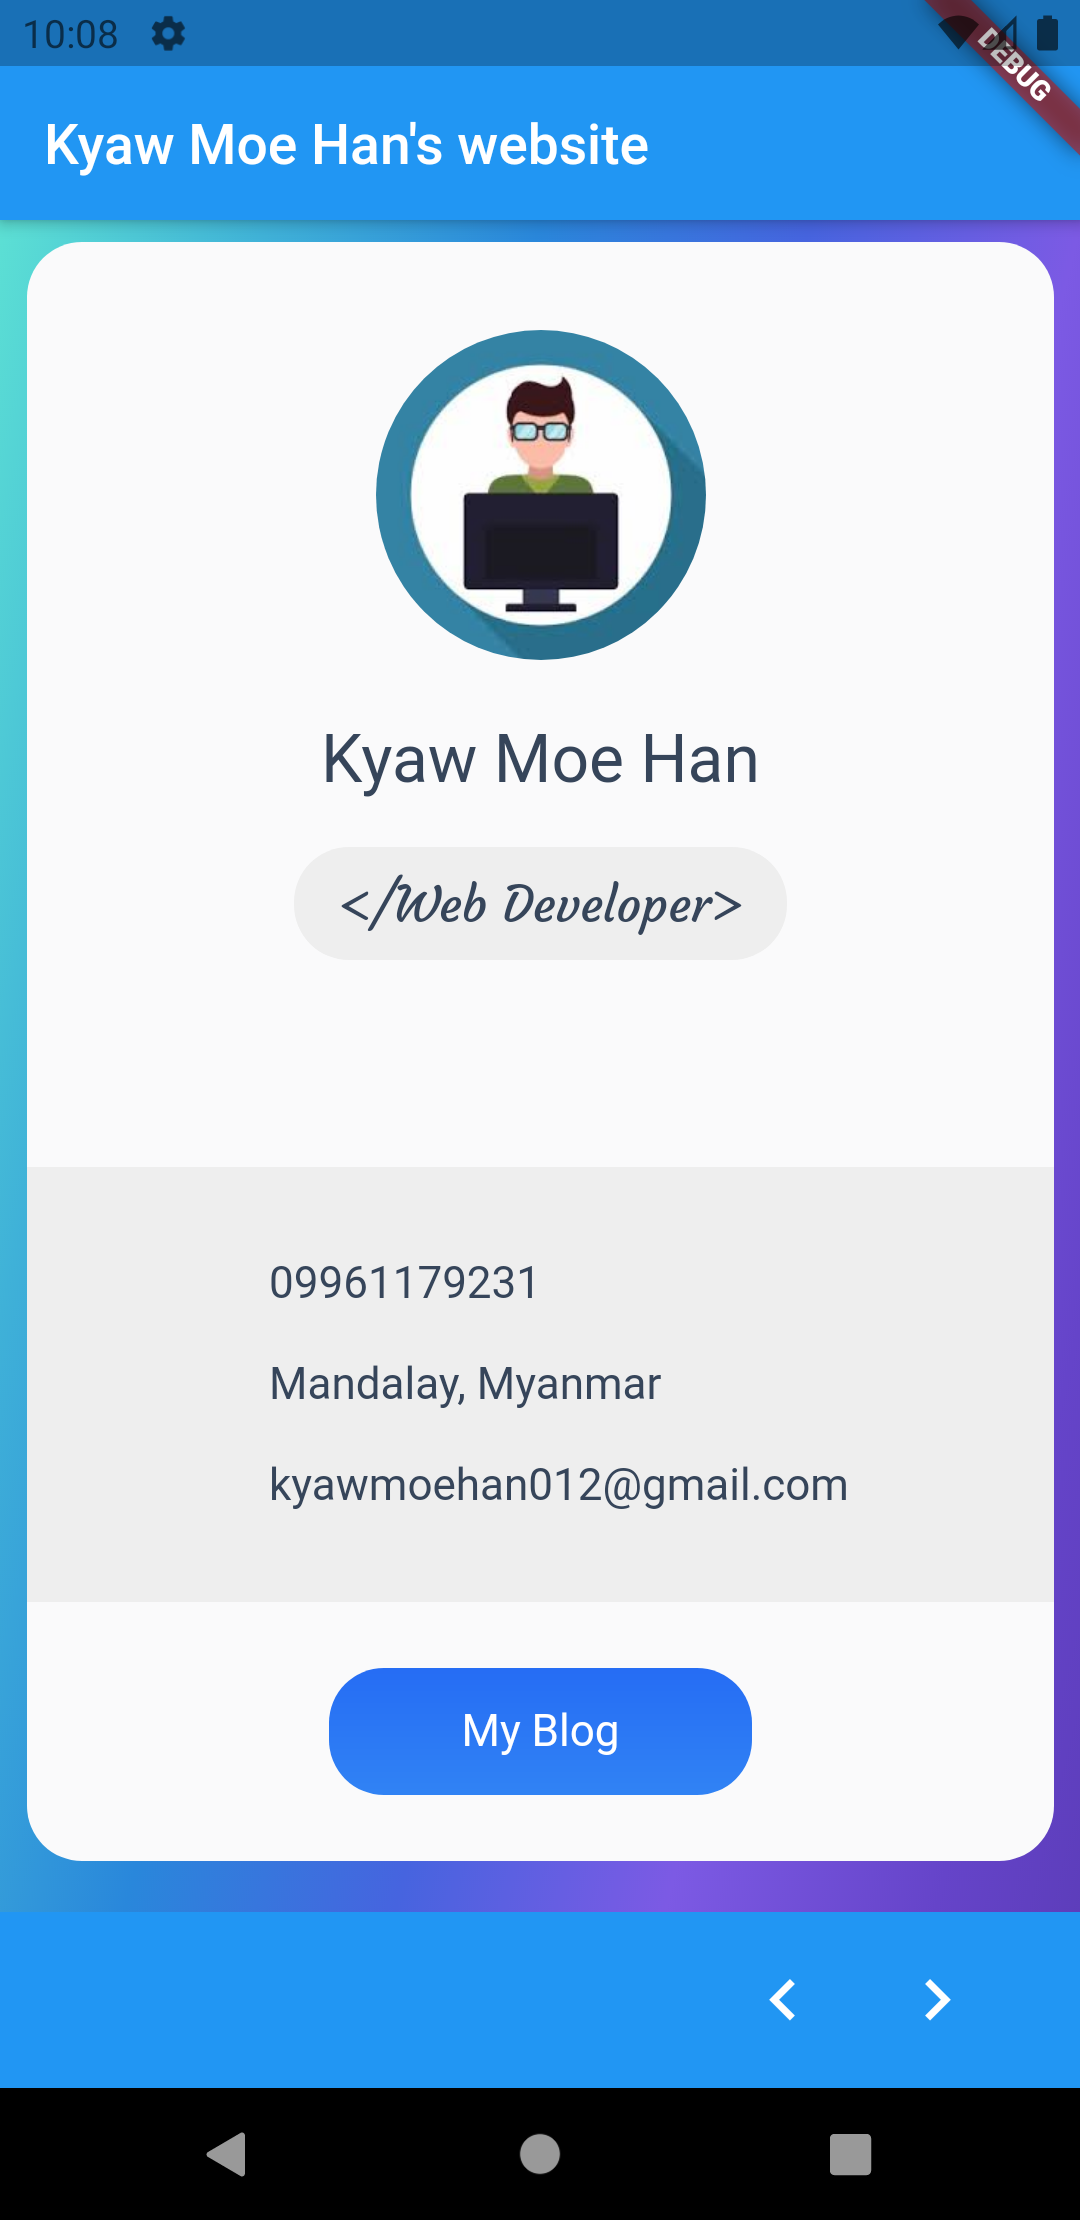 10:08
DEBUG
Kyaw Moe Han's website
Kyaw Moe Han
</Web Developer>
09961179231
Mandalay, Myanmar
kyawmoehan012@gmail.com
My Blog